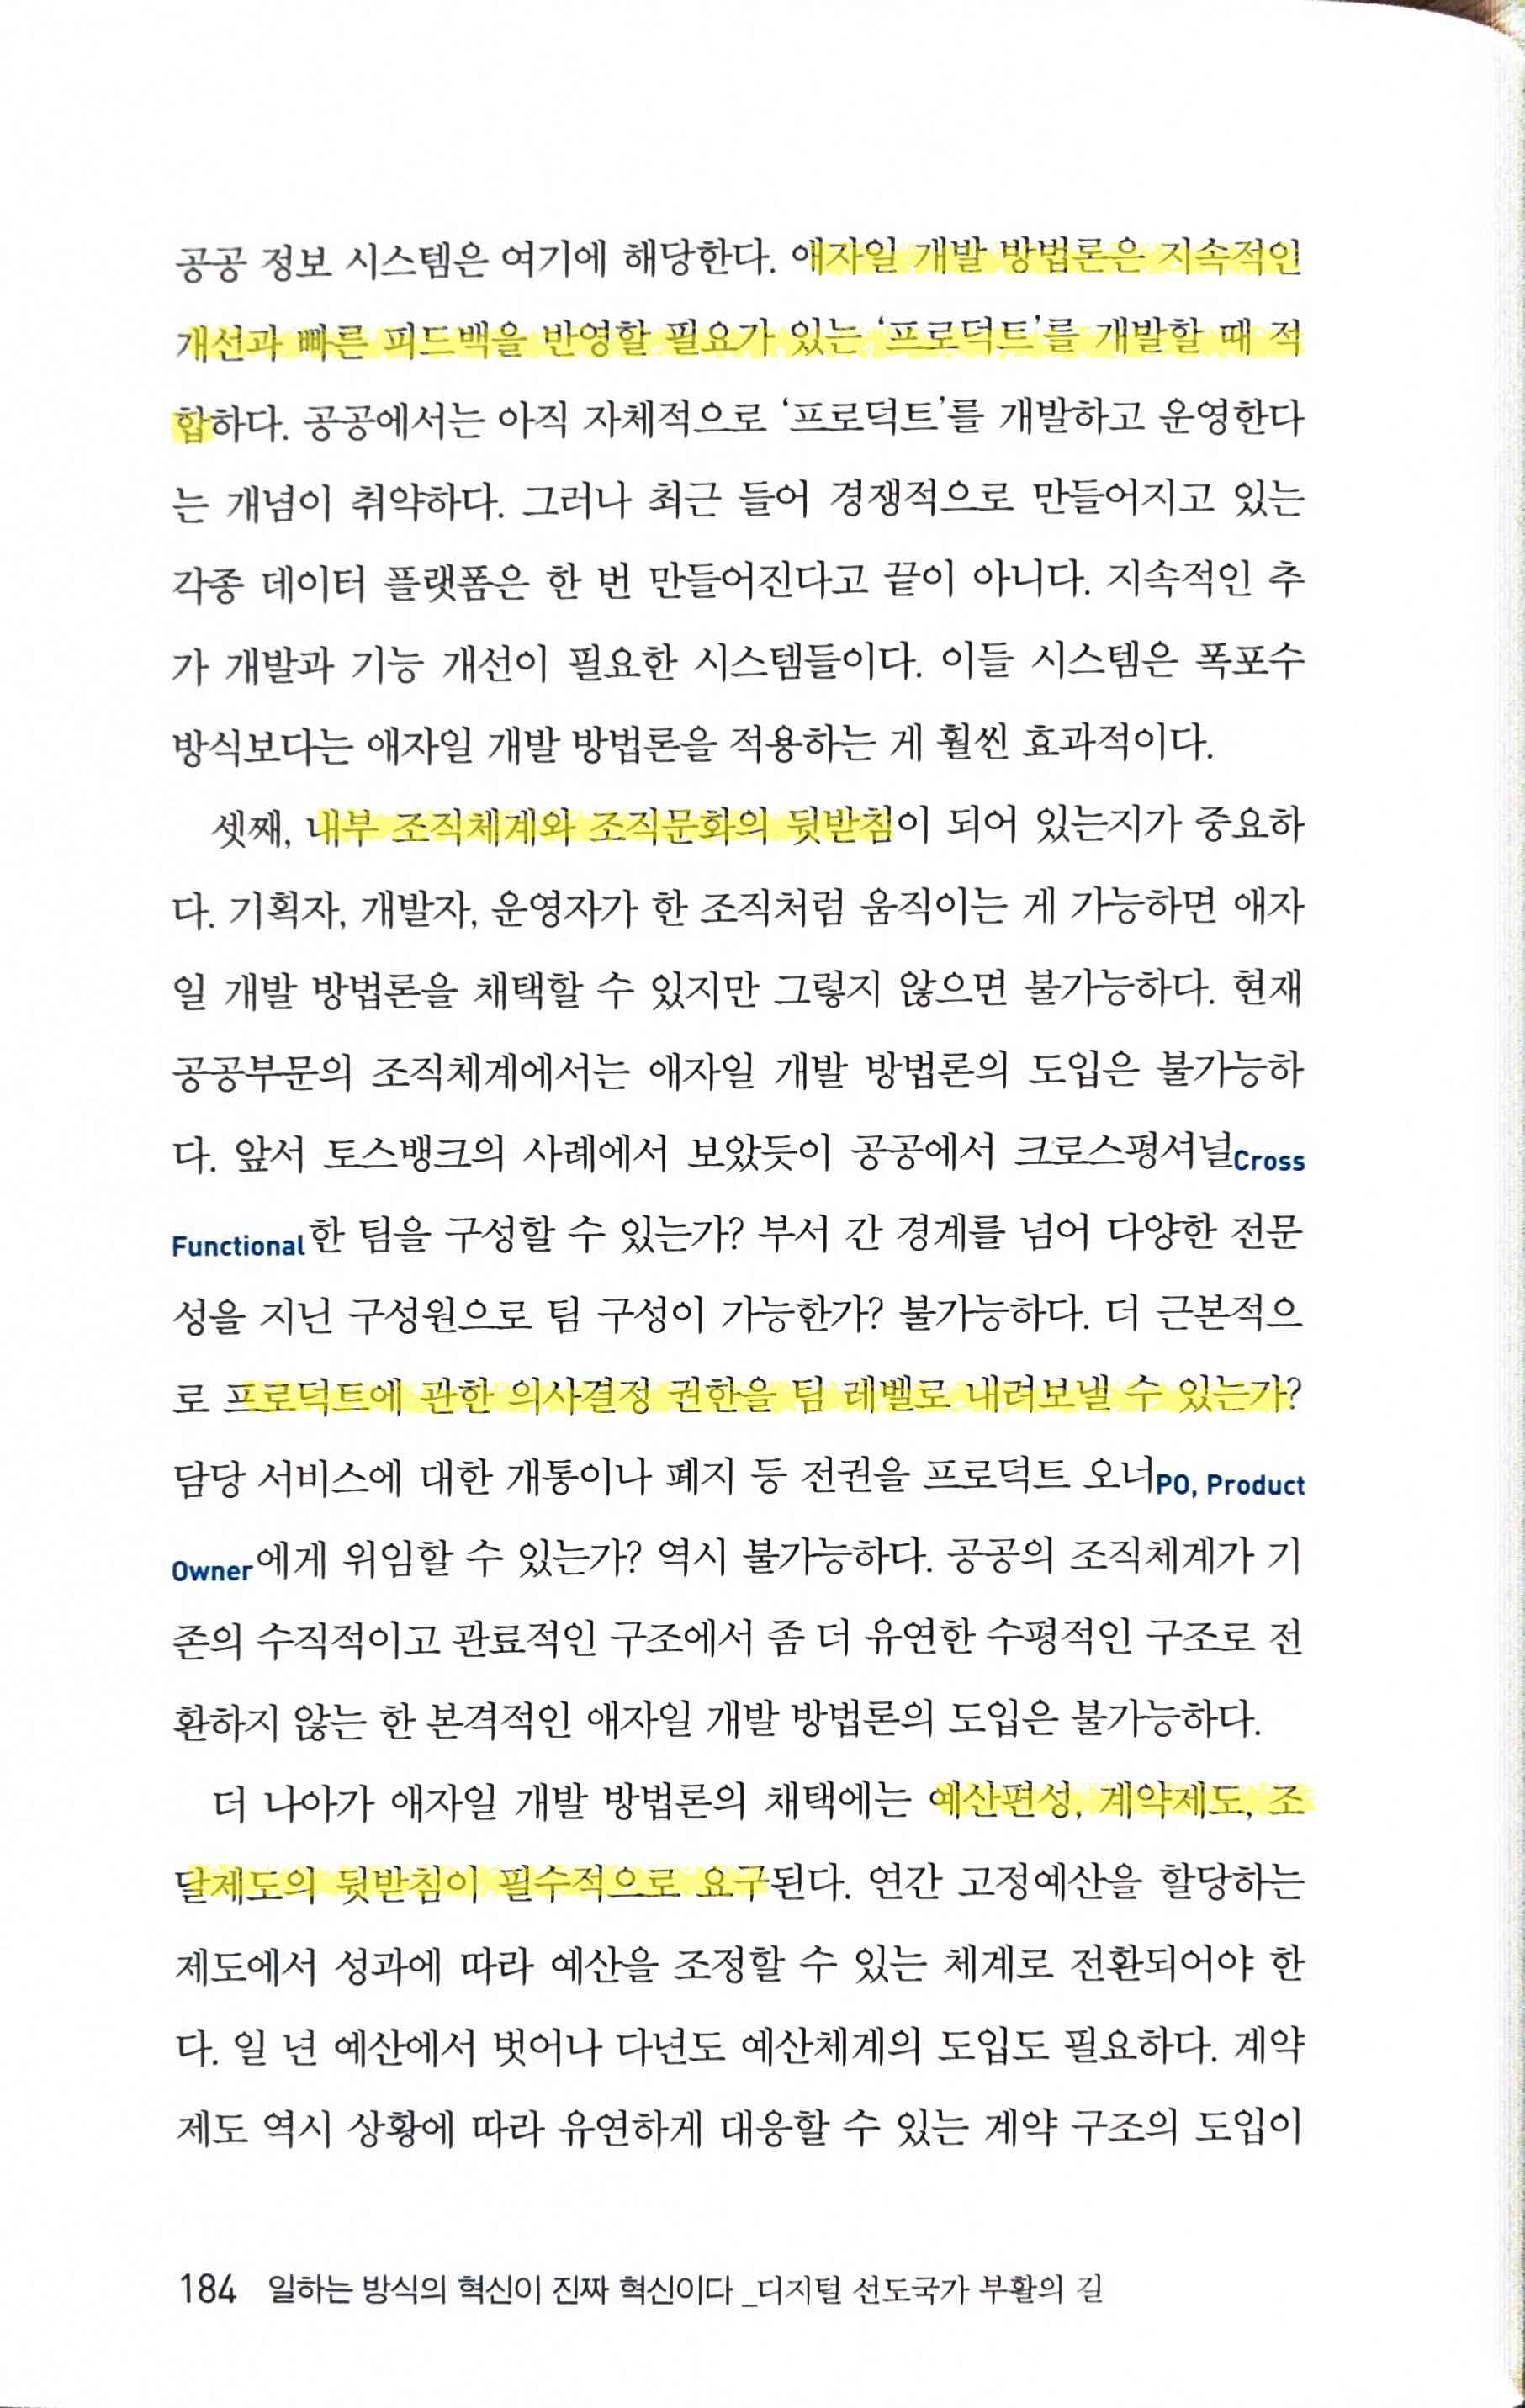 공공 정보 시스템은 여기에 해당한다. 애자일 개발 방법론은 지속적인
개선과 빠른 피드백을 반영할 필요가 있는 ‘프로덕트’를 개발할 때 적
합하다. 공공에서는 아직 자체적으로 ‘프로덕트’를 개발하고 운영한다
는 개념이 취약하다. 그러나 최근 들어 경쟁적으로 만들어지고 있는
각종 데이터 플랫폼은 한 번 만들어진다고 끝이 아니다. 지속적인 추
가 개발과 기능 개선이 필요한 시스템들이다. 이들 시스템은 폭포수
방식보다는 애자일 개발 방법론을 적용하는 게 훨씬 효과적이다.
셋째, 내부 조직체계와 조직문화의 뒷받침이 되어 있는지가 중요하
다. 기획자, 개발자, 운영자가 한 조직처럼 움직이는 게 가능하면 애자
일 개발 방법론을 채택할 수 있지만 그렇지 않으면 불가능하다. 현재
공공부문의 조직체계에서는 애자일 개발 방법론의 도입은 불가능하
다. 앞서 토스뱅크의 사례에서 보았듯이 공공에서 크로스펑셔널Cross
Functional한 팀을 구성할 수 있는가? 부서 간 경계를 넘어 다양한 전문
성을 지닌 구성원으로 팀 구성이 가능한가? 불가능하다. 더 근본적으
로 프로덕트에 관한 의사결정 권한을 팀 레벨로 내려보낼 수 있는가?
담당 서비스에 대한 개통이나 폐지 등 전권을 프로덕트 오너PO, Product
Owner에게 위임할 수 있는가? 역시 불가능하다. 공공의 조직체계가 기
존의 수직적이고 관료적인 구조에서 좀 더 유연한 수평적인 구조로 전
환하지 않는 한 본격적인 애자일 개발 방법론의 도입은 불가능하다.
더 나아가 애자일 개발 방법론의 채택에는 예산편성, 계약제도, 조
달제도의 뒷받침이 필수적으로 요구된다. 연간 고정예산을 할당하는
제도에서 성과에 따라 예산을 조정할 수 있는 체계로 전환되어야 한
다. 일 년 예산에서 벗어나 다년도 예산체계의 도입도 필요하다. 계약
제도 역시 상황에 따라 유연하게 대응할 수 있는 계약 구조의 도입이
184 일하는 방식의 혁신이 진짜 혁신이다 _디지털 선도국가 부활의 길